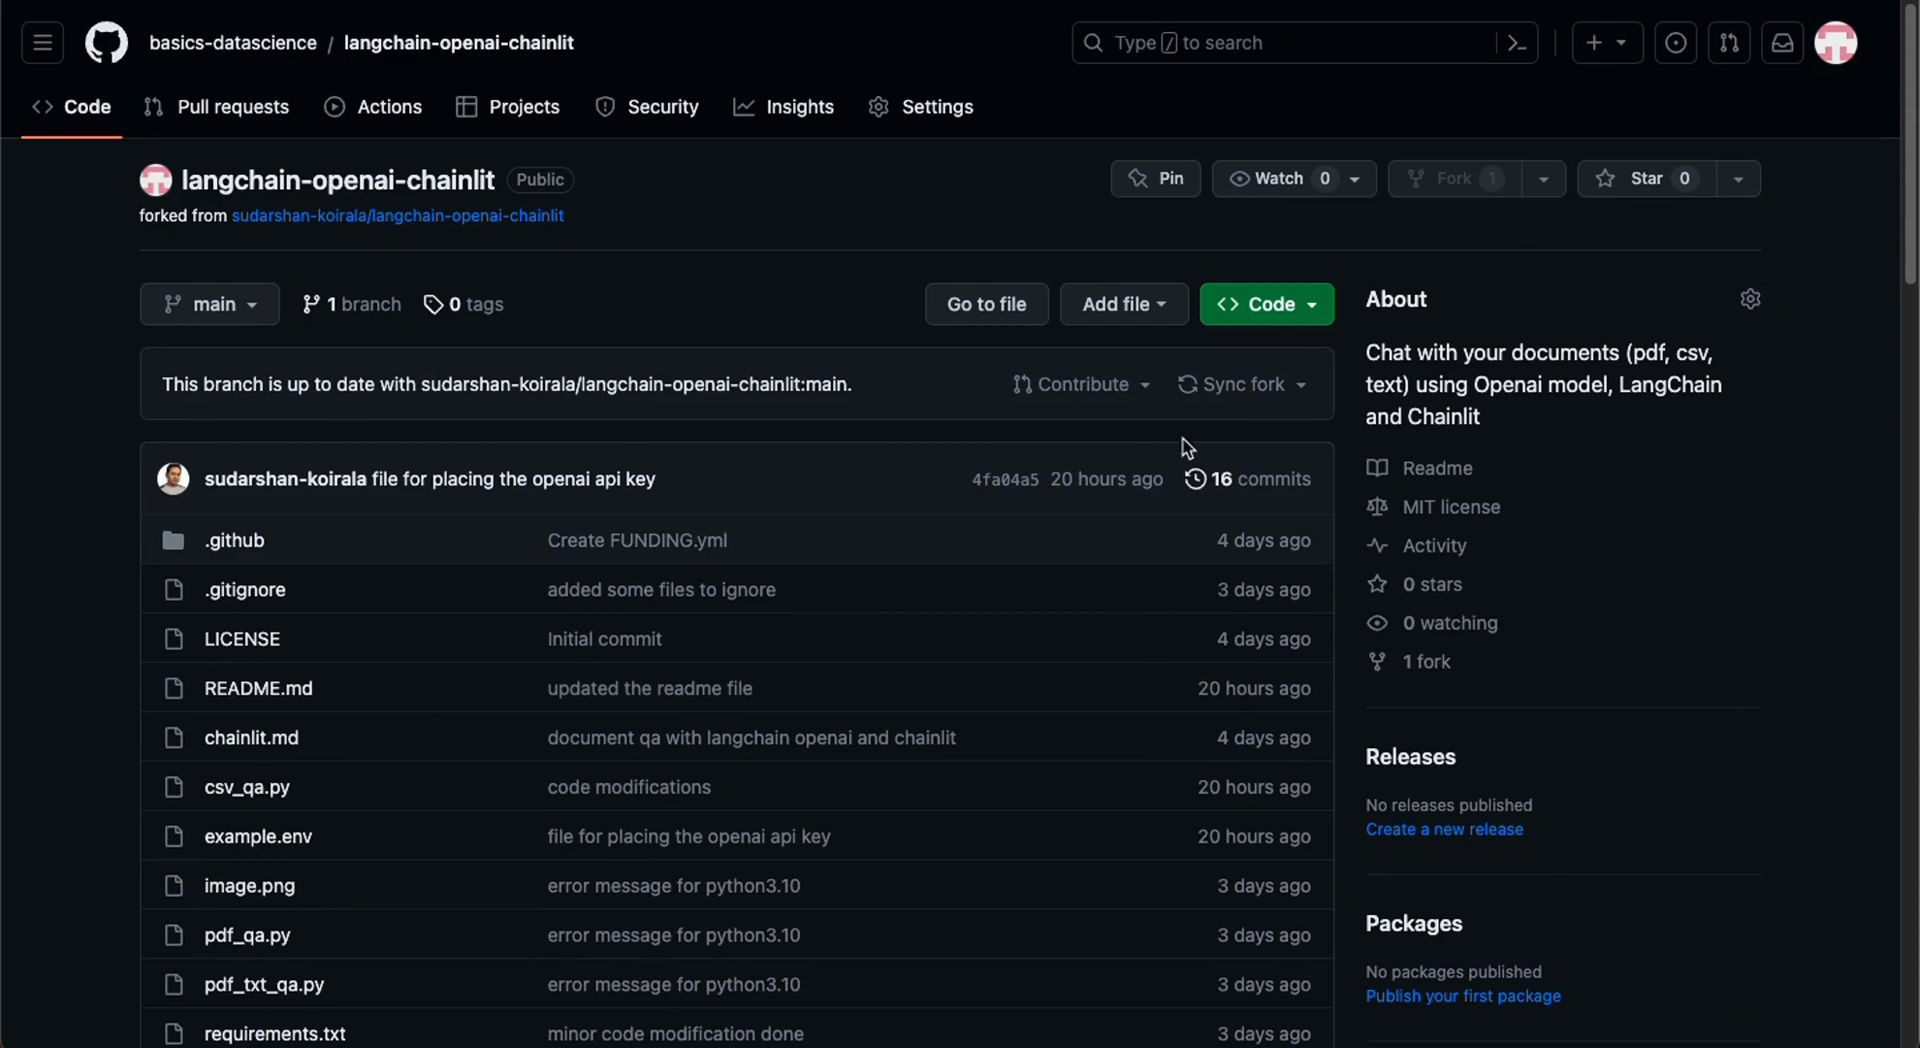 basics-datascience / langchain-openai-chainlit
Type / to search
Code
Pull requests
Actions
Projects
Security
Insights
Settings
langchain-openai-chainlit Public
forked from sudarshan-koirala/langchain-openai-chainlit
Pin
Watch 0
Fork 1
Star 0
main
1 branch
0 tags
Go to file
Add file
Code
This branch is up to date with sudarshan-koirala/langchain-openai-chainlit:main.
Contribute
Sync fork
sudarshan-koirala file for placing the openai api key 4fa04a5 20 hours ago 16 commits
.github Create FUNDING.yml 4 days ago
.gitignore added some files to ignore 3 days ago
LICENSE Initial commit 4 days ago
README.md updated the readme file 20 hours ago
chainlit.md document qa with langchain openai and chainlit 4 days ago
csv_qa.py code modifications 20 hours ago
example.env file for placing the openai api key 20 hours ago
image.png error message for python3.10 3 days ago
pdf_qa.py error message for python3.10 3 days ago
pdf_txt_qa.py error message for python3.10 3 days ago
requirements.txt minor code modification done 3 days ago
About
Chat with your documents (pdf, csv,
text) using Openai model, LangChain
and Chainlit
Readme
MIT license
Activity
0 stars
0 watching
1 fork
Releases
No releases published
Create a new release
Packages
No packages published
Publish your first package